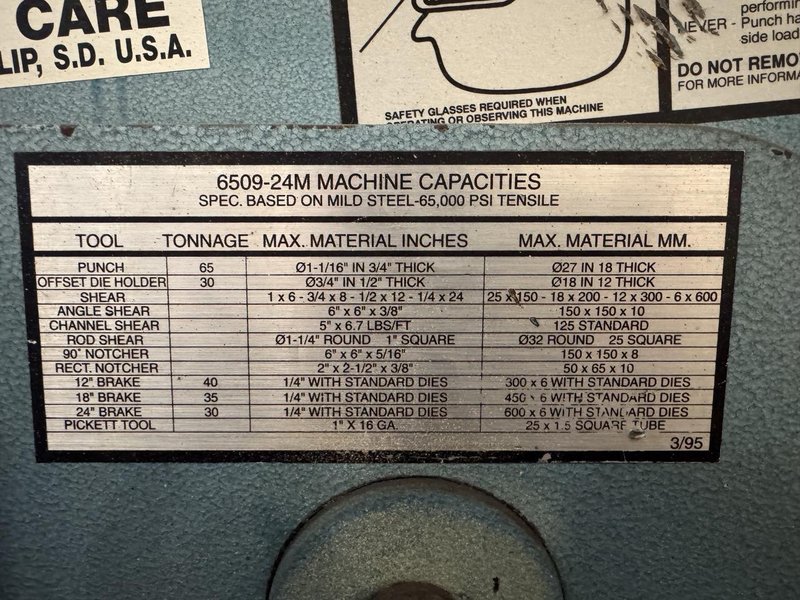 CARE
LIP, S.D. U.S.A.
SAFETY GLASSES REQUIRED WHEN
OPERATING OR OBSERVING THIS MACHINE
performin
NEVER - Punch ha
side load
DO NOT REMO
FOR MORE INFORMA
6509-24M MACHINE CAPACITIES
SPEC. BASED ON MILD STEEL-65,000 PSI TENSILE
TOOL TONNAGE MAX. MATERIAL INCHES MAX. MATERIAL MM.
PUNCH 65 Ø1-1/16" IN 3/4" THICK Ø27 IN 18 THICK
OFFSET DIE HOLDER 30 Ø3/4" IN 1/2" THICK Ø18 IN 12 THICK
SHEAR 1 x 6 - 3/4 x 8 - 1/2 x 12 - 1/4 x 24 25 x 150 - 18 x 200 - 12 x 300 - 6 x 600
ANGLE SHEAR 6" x 6" x 3/8" 150 x 150 x 10
CHANNEL SHEAR 5" x 6.7 LBS/FT 125 STANDARD
ROD SHEAR Ø1-1/4" ROUND 1" SQUARE Ø32 ROUND 25 SQUARE
90° NOTCHER 6" x 6" x 5/16" 150 x 150 x 8
RECT. NOTCHER 2" x 2-1/2" x 3/8" 50 x 65 x 10
12" BRAKE 40 1/4" WITH STANDARD DIES 300 x 6 WITH STANDARD DIES
18" BRAKE 35 1/4" WITH STANDARD DIES 450 x 6 WITH STANDARD DIES
24" BRAKE 30 1/4" WITH STANDARD DIES 600 x 6 WITH STANDARD DIES
PICKETT TOOL 1" X 16 GA. 25 x 1.5 SQUARE TUBE
3/95